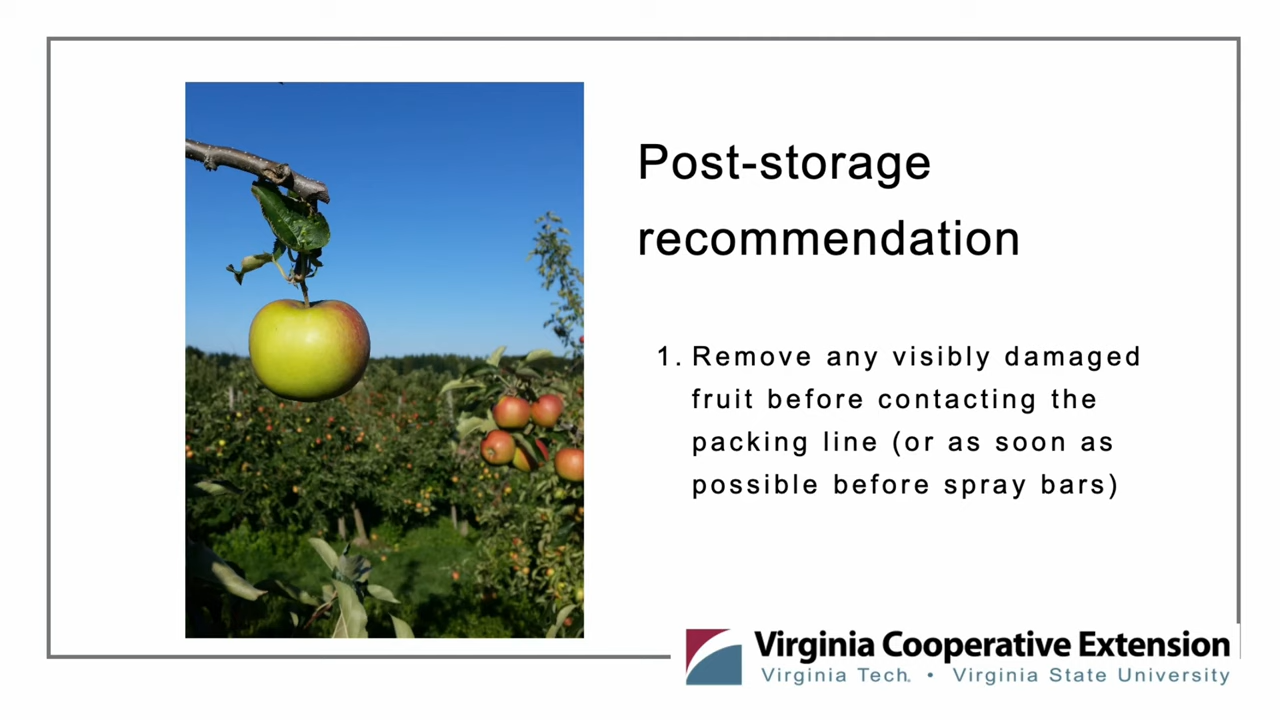 Post-storage
recommendation
1. Remove any visibly damaged
fruit before contacting the
packing line (or as soon as
possible before spray bars)
Virginia Cooperative Extension
Virginia Tech. • Virginia State University